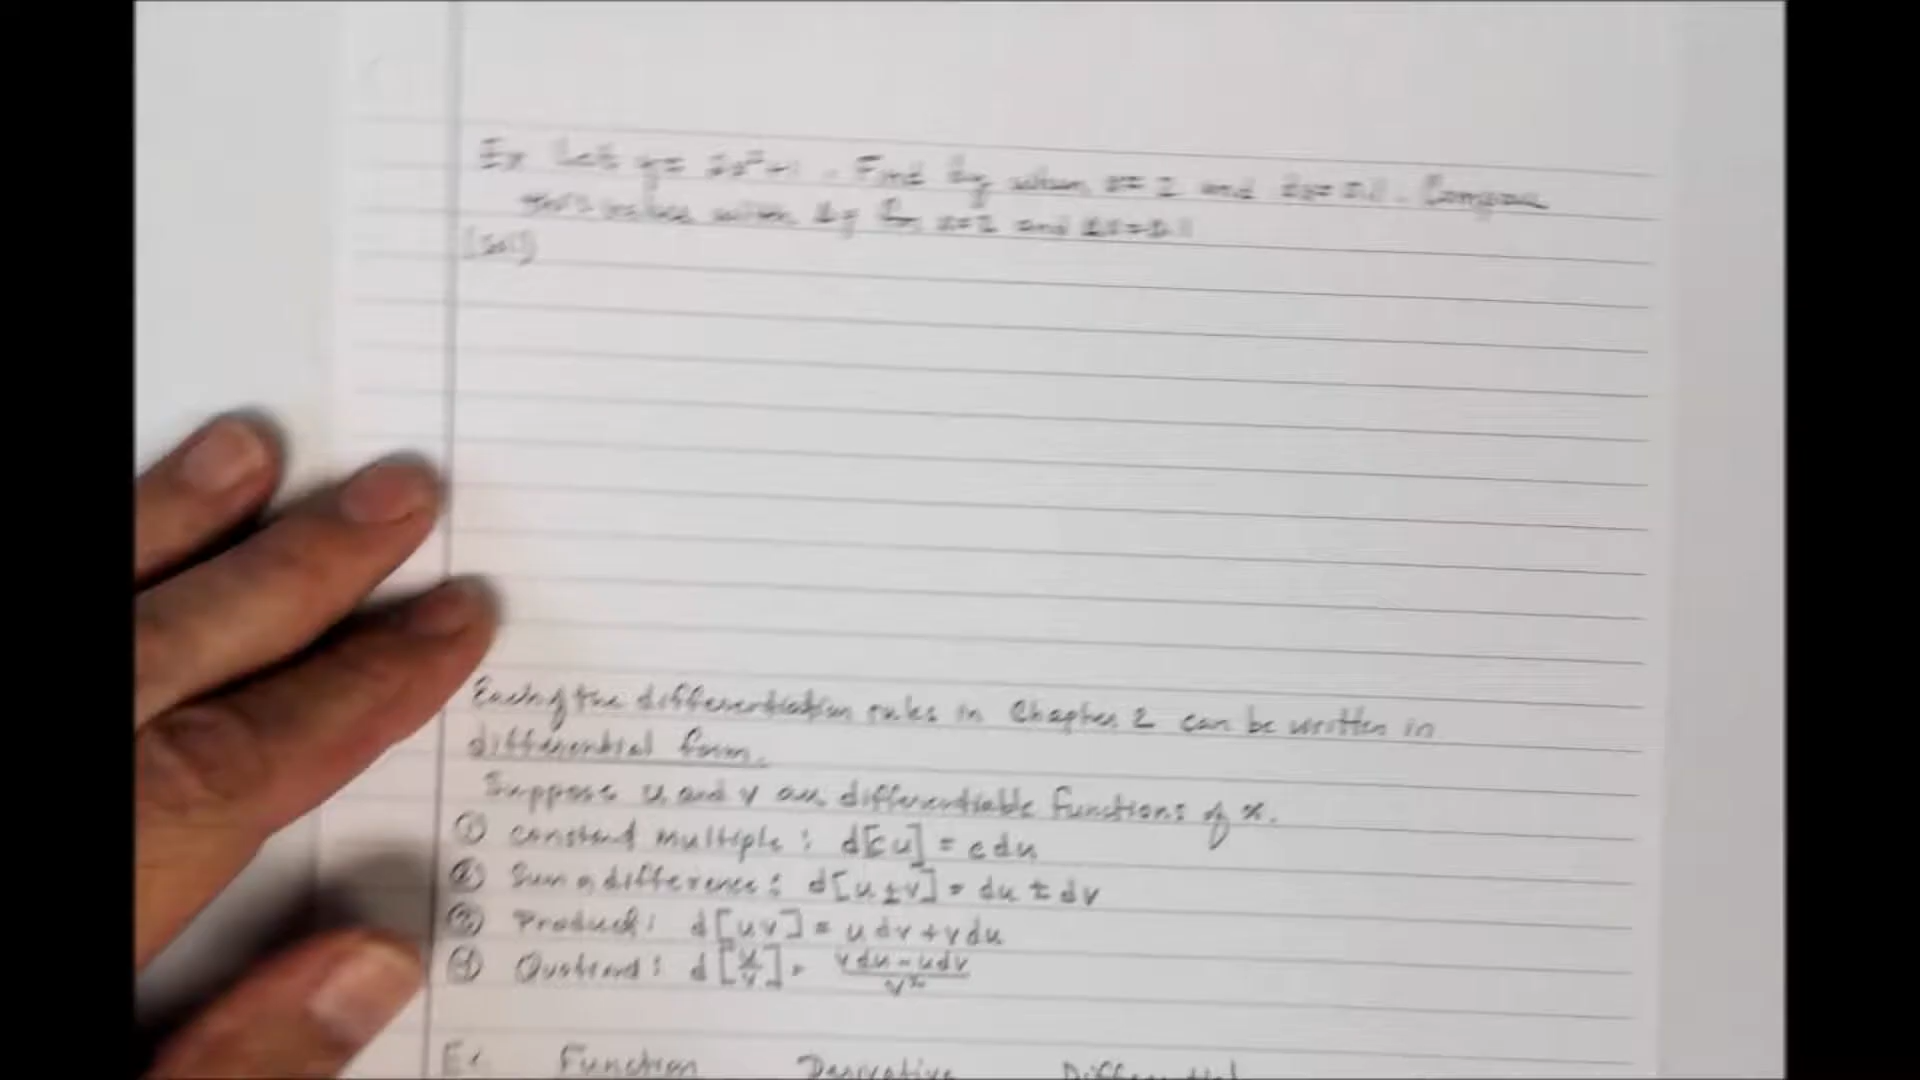 Ex Let y = 2x²+1 . Find dy when x = 2 and dx = 0.1 . Compare
this value with Δy for x=2 and Δx=0.1
(sol)
Each of the differentiation rules in Chapter 2 can be written in
differential form.
Suppose u and v are differentiable functions of x.
① constant multiple : d[cu] = c du
② Sum or difference : d[u ± v] = du ± dv
③ Product : d[uv] = u dv + v du
④ Quotient : d[u/v] = (v du - u dv)/v²
Ex Function Derivative Differential